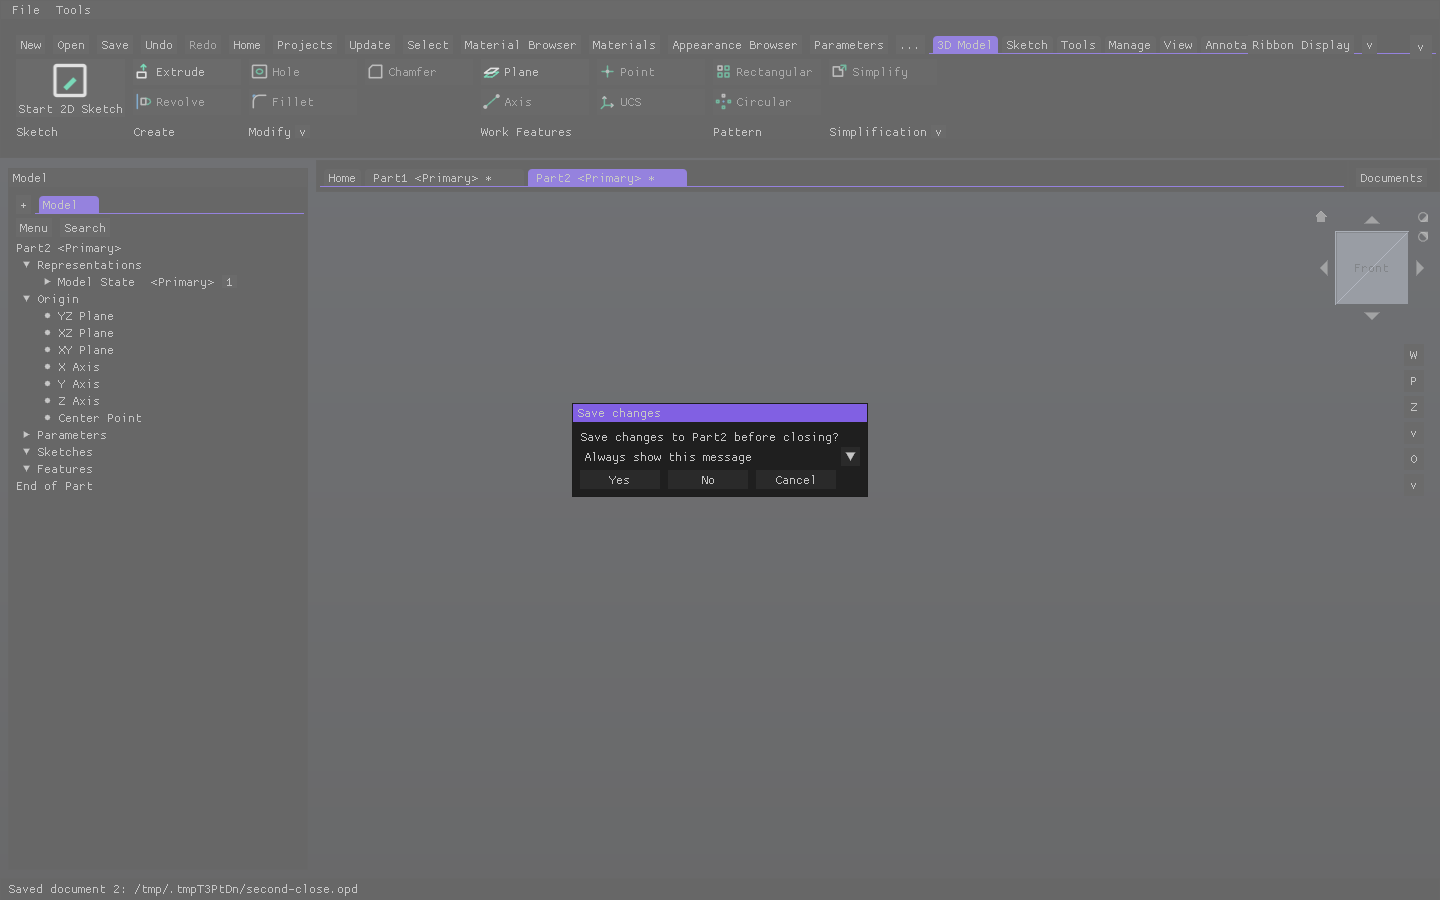 File Tools
New Open Save Undo Redo Home Projects Update Select Material Browser Materials Appearance Browser Parameters ... 3D Model Sketch Tools Manage View Annota Ribbon Display v v
Extrude Hole Chamfer Plane Point Rectangular Simplify
Revolve Fillet Axis UCS Circular
Start 2D Sketch
Sketch Create Modify v Work Features Pattern Simplification v
Model
Home Part1 <Primary> * Part2 <Primary> * Documents
+ Model
Menu Search
Part2 <Primary>
Representations
Model State <Primary> 1
Origin
YZ Plane
XZ Plane
XY Plane
X Axis
Y Axis
Z Axis
Center Point
Parameters
Sketches
Features
End of Part
Front
W
P
Z
v
O
v
Save changes
Save changes to Part2 before closing?
Always show this message
Yes No Cancel
Saved document 2: /tmp/.tmpT3PtDn/second-close.opd